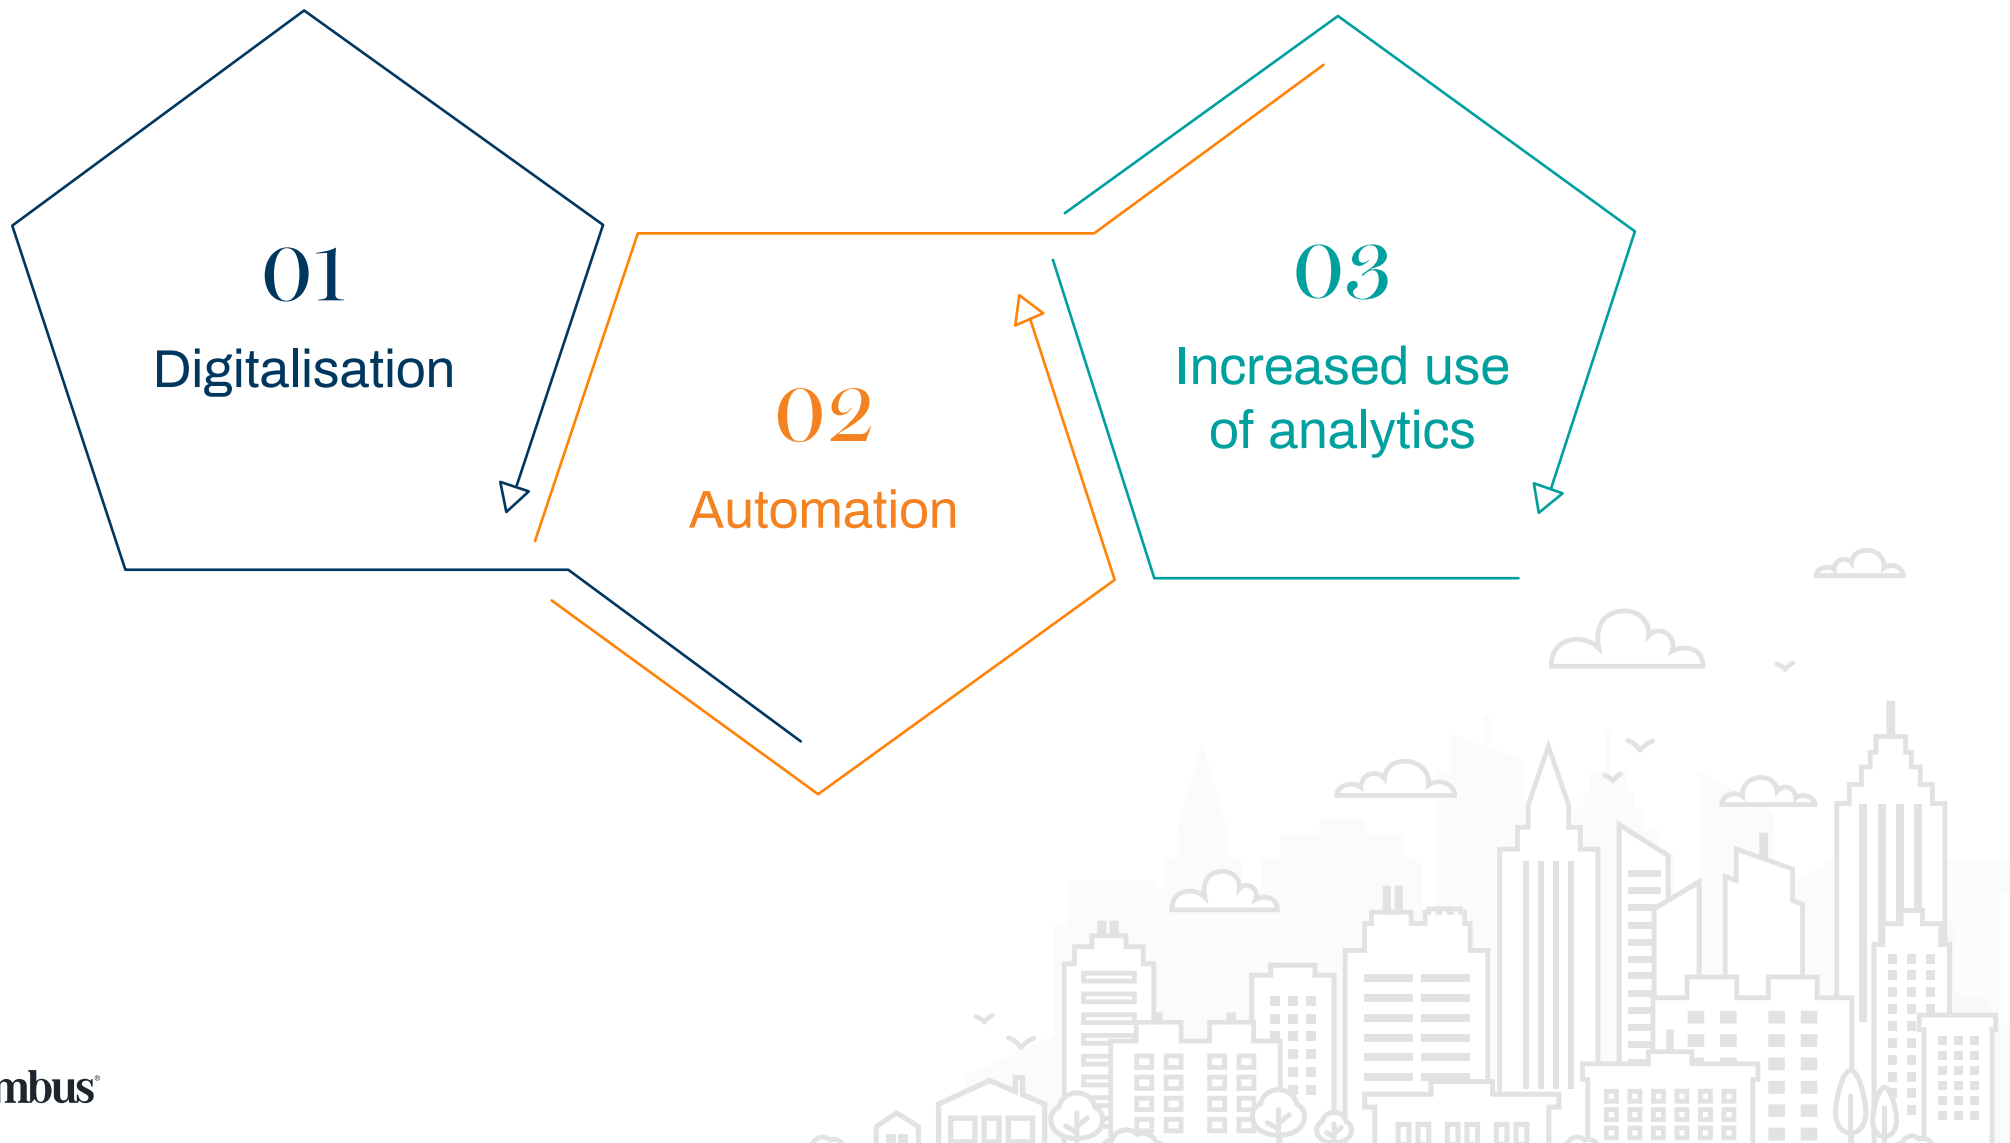 01
Digitalisation
02
Automation
03
Increased use
of analytics
mbus®